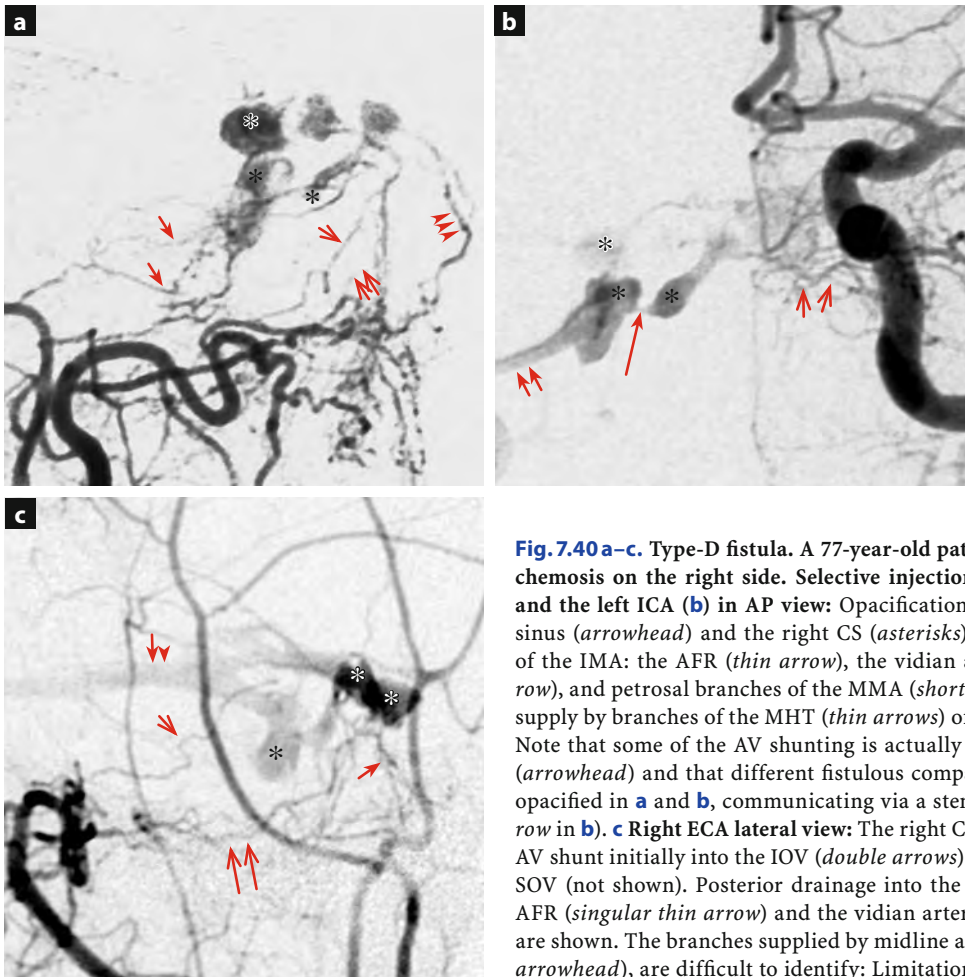 a
b
c
Fig. 7.40 a–c. Type-D fistula. A 77-year-old pat
chemosis on the right side. Selective injection
and the left ICA (b) in AP view: Opacification
sinus (arrowhead) and the right CS (asterisks)
of the IMA: the AFR (thin arrow), the vidian a
row), and petrosal branches of the MMA (short
supply by branches of the MHT (thin arrows) o
Note that some of the AV shunting is actually
(arrowhead) and that different fistulous comp
opacified in a and b, communicating via a ste
row in b). c Right ECA lateral view: The right C
AV shunt initially into the IOV (double arrows)
SOV (not shown). Posterior drainage into the
AFR (singular thin arrow) and the vidian arter
are shown. The branches supplied by midline a
arrowhead), are difficult to identify: Limitation